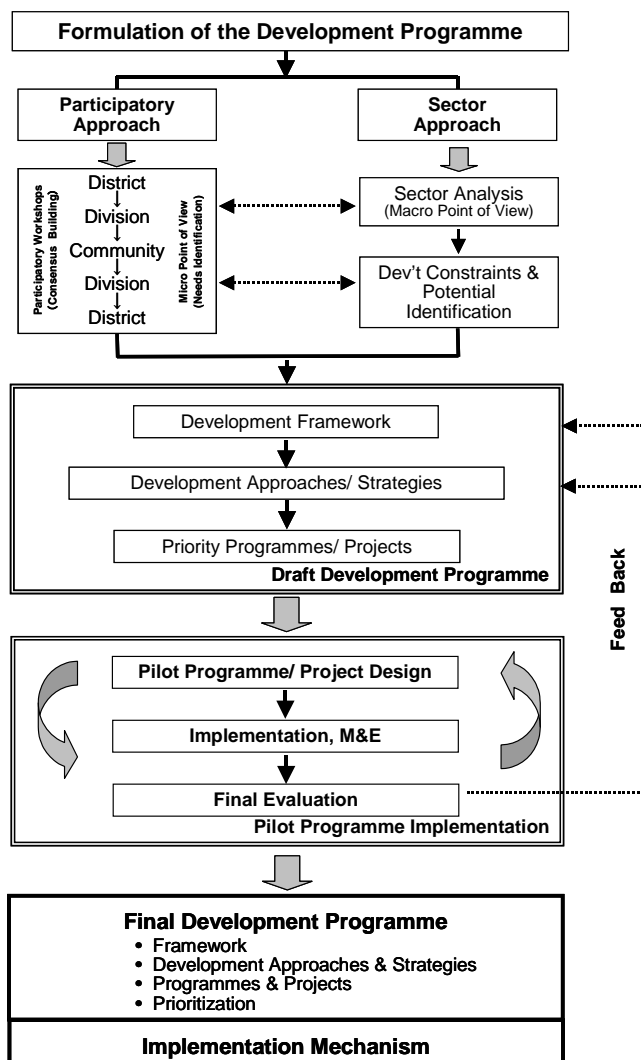 Formulation of the Development Programme
Participatory
Approach
Sector
Approach
Participatory Workshops
(Consensus Building)
District
Division
Community
Division
District
Micro Point of View
(Needs Identification)
Sector Analysis
(Macro Point of View)
Dev't Constraints &
Potential
Identification
Development Framework
Development Approaches/ Strategies
Priority Programmes/ Projects
Draft Development Programme
Feed Back
Pilot Programme/ Project Design
Implementation, M&E
Final Evaluation
Pilot Programme Implementation
Final Development Programme
• Framework
• Development Approaches & Strategies
• Programmes & Projects
• Prioritization
Implementation Mechanism